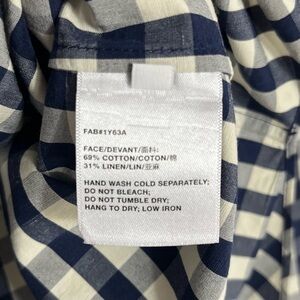 FAB#1Y63A
FACE/DEVANT/面料:
69% COTTON/COTON/棉
31% LINEN/LIN/亚麻
HAND WASH COLD SEPARATELY;
DO NOT BLEACH;
DO NOT TUMBLE DRY;
HANG TO DRY; LOW IRON